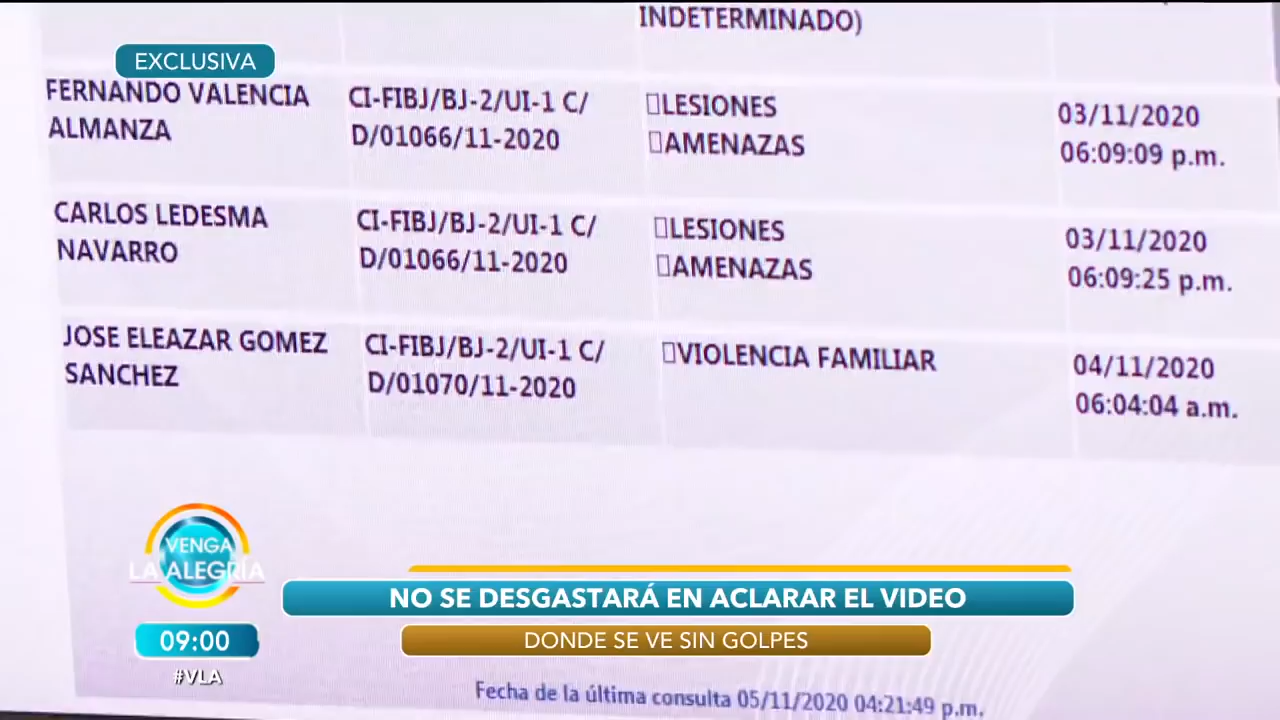 INDETERMINADO)
EXCLUSIVA
FERNANDO VALENCIA
ALMANZA
CI-FIBJ/BJ-2/UI-1 C/
D/01066/11-2020
LESIONES
AMENAZAS
03/11/2020
06:09:09 p.m.
CARLOS LEDESMA
NAVARRO
CI-FIBJ/BJ-2/UI-1 C/
D/01066/11-2020
LESIONES
AMENAZAS
03/11/2020
06:09:25 p.m.
JOSE ELEAZAR GOMEZ
SANCHEZ
CI-FIBJ/BJ-2/UI-1 C/
D/01070/11-2020
VIOLENCIA FAMILIAR
04/11/2020
06:04:04 a.m.
VENGA
LA ALEGRÍA
NO SE DESGASTARÁ EN ACLARAR EL VIDEO
DONDE SE VE SIN GOLPES
09:00
#VLA
Fecha de la última consulta 05/11/2020 04:21:49 p.m.